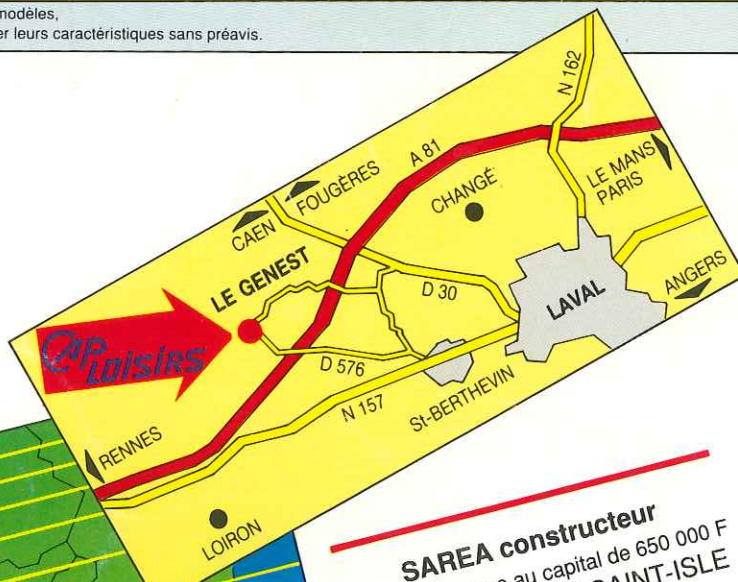 modèles,
er leurs caractéristiques sans préavis.
N 162
A 81
LE MANS
PARIS
FOUGÈRES
CHANGÉ
CAEN
LE GENEST
D 30
LAVAL
ANGERS
CAP LOISIRS
D 576
N 157
St-BERTHEVIN
RENNES
LOIRON
SAREA constructeur
au capital de 650 000 F
SAINT-ISLE